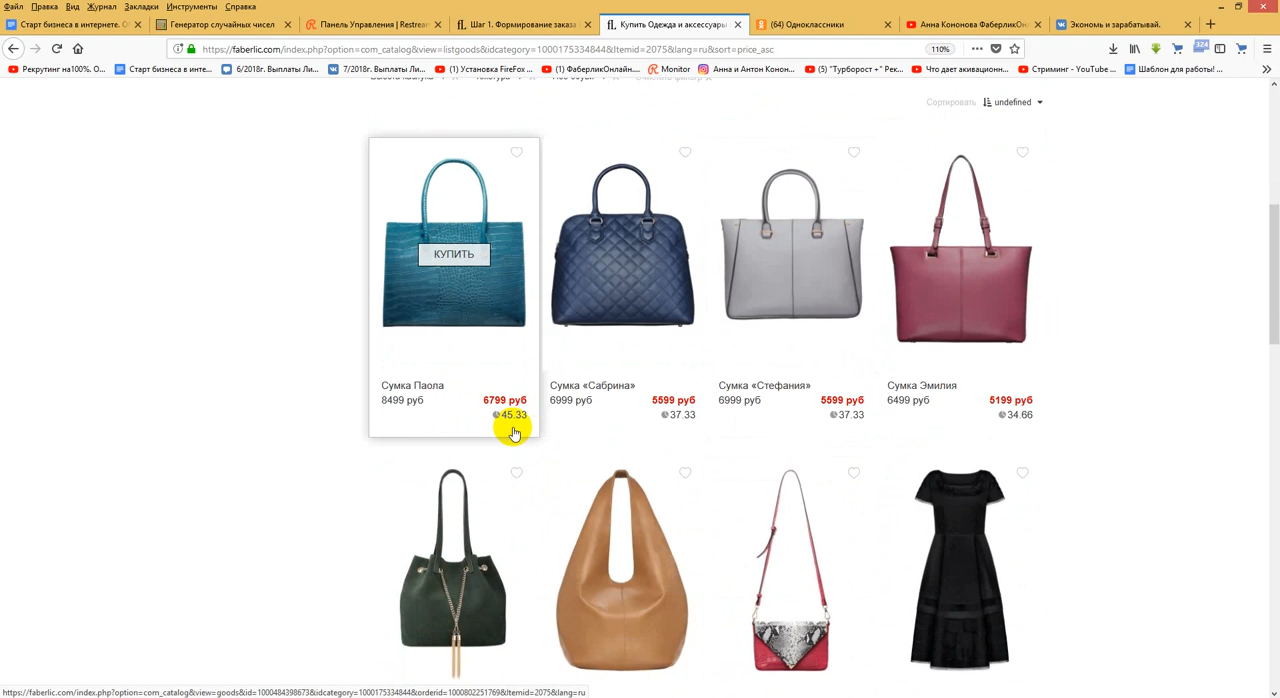 Файл Правка Вид Журнал Закладки Инструменты Справка
Старт бизнеса в интернете. О
Генератор случайных чисел
Панель Управления | Restream
Шаг 1. Формирование заказа
Купить Одежда и аксессуары
(64) Одноклассники
Анна Кононова ФаберликОн
Экономь и зарабатывай.
https://faberlic.com/index.php?option=com_catalog&view=listgoods&idcategory=1000175334844&Itemid=2075&lang=ru&sort=price_asc
110%
324
Рекрутинг на100%. О...
Старт бизнеса в инте...
6/2018г. Выплаты Ли...
7/2018г. Выплаты Ли...
(1) Установка FireFox ...
(1) ФаберликОнлайн....
Monitor
Анна и Антон Конон...
(5) "Турборост +" Рек...
Что дает акивационн...
Стриминг - YouTube ...
Шаблон для работы! ...
Сортировать undefined
КУПИТЬ
Сумка Паола
8499 руб 6799 руб
45.33
Сумка «Сабрина»
6999 руб 5599 руб
37.33
Сумка «Стефания»
6999 руб 5599 руб
37.33
Сумка Эмилия
6499 руб 5199 руб
34.66
https://faberlic.com/index.php?option=com_catalog&view=goods&id=1000484398673&idcategory=1000175334844&orderid=1000802251769&Itemid=2075&lang=ru